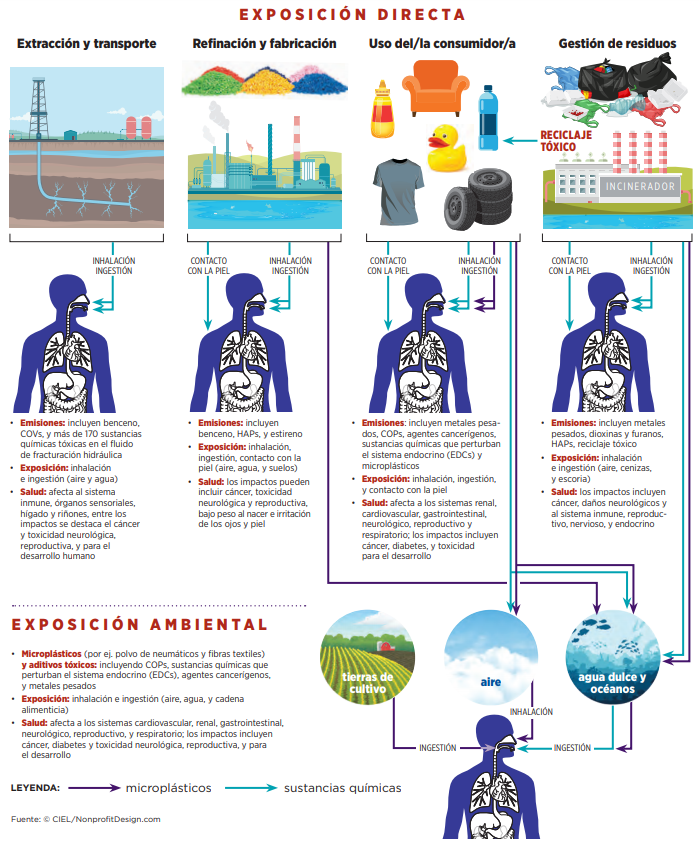 EXPOSICIÓN DIRECTA
Extracción y transporte
Refinación y fabricación
Uso del/la consumidor/a
Gestión de residuos
RECICLAJE
TÓXICO
INCINERADOR
INHALACIÓN
INGESTIÓN
CONTACTO
CON LA PIEL
INHALACIÓN
INGESTIÓN
CONTACTO
CON LA PIEL
INHALACIÓN
INGESTIÓN
CONTACTO
CON LA PIEL
INHALACIÓN
INGESTIÓN
• Emisiones: incluyen benceno,
COVs, y más de 170 sustancias
químicas tóxicas en el fluido
de fracturación hidráulica
• Exposición: inhalación
e ingestión (aire y agua)
• Salud: afecta al sistema
inmune, órganos sensoriales,
hígado y riñones, entre los
impactos se destaca el cáncer
y toxicidad neurológica,
reproductiva, y para el
desarrollo humano
• Emisiones: incluyen
benceno, HAPs, y estireno
• Exposición: inhalación,
ingestión, contacto con la
piel (aire, agua, y suelos)
• Salud: los impactos pueden
incluir cáncer, toxicidad
neurológica y reproductiva,
bajo peso al nacer e irritación
de los ojos y piel
• Emisiones: incluyen metales pesa-
dos, COPs, agentes cancerígenos,
sustancias químicas que perturban
el sistema endocrino (EDCs) y
microplásticos
• Exposición: inhalación, ingestión,
y contacto con la piel
• Salud: afecta a los sistemas renal,
cardiovascular, gastrointestinal,
neurológico, reproductivo y
respiratorio; los impactos incluyen
cáncer, diabetes, y toxicidad
para el desarrollo
• Emisiones: incluyen metales
pesados, dioxinas y furanos,
HAPs, reciclaje tóxico
• Exposición: inhalación
e ingestión (aire, cenizas,
y escoria)
• Salud: los impactos incluyen
cáncer, daños neurológicos y
al sistema inmune, reproduc-
tivo, nervioso, y endocrino
EXPOSICIÓN AMBIENTAL
• Microplásticos (por ej. polvo de neumáticos y fibras textiles)
y aditivos tóxicos: incluyendo COPs, sustancias químicas que
perturban el sistema endocrino (EDCs), agentes cancerígenos,
y metales pesados
• Exposición: inhalación e ingestión (aire, agua, y cadena
alimenticia)
• Salud: afecta a los sistemas cardiovascular, renal, gastrointestinal,
neurológico, reproductivo, y respiratorio; los impactos incluyen
cáncer, diabetes y toxicidad neurológica, reproductiva, y para
el desarrollo
tierras de
cultivo
aire
agua dulce y
océanos
INHALACIÓN
INGESTIÓN
INGESTIÓN
LEYENDA:
microplásticos
sustancias químicas
Fuente: © CIEL/NonprofitDesign.com